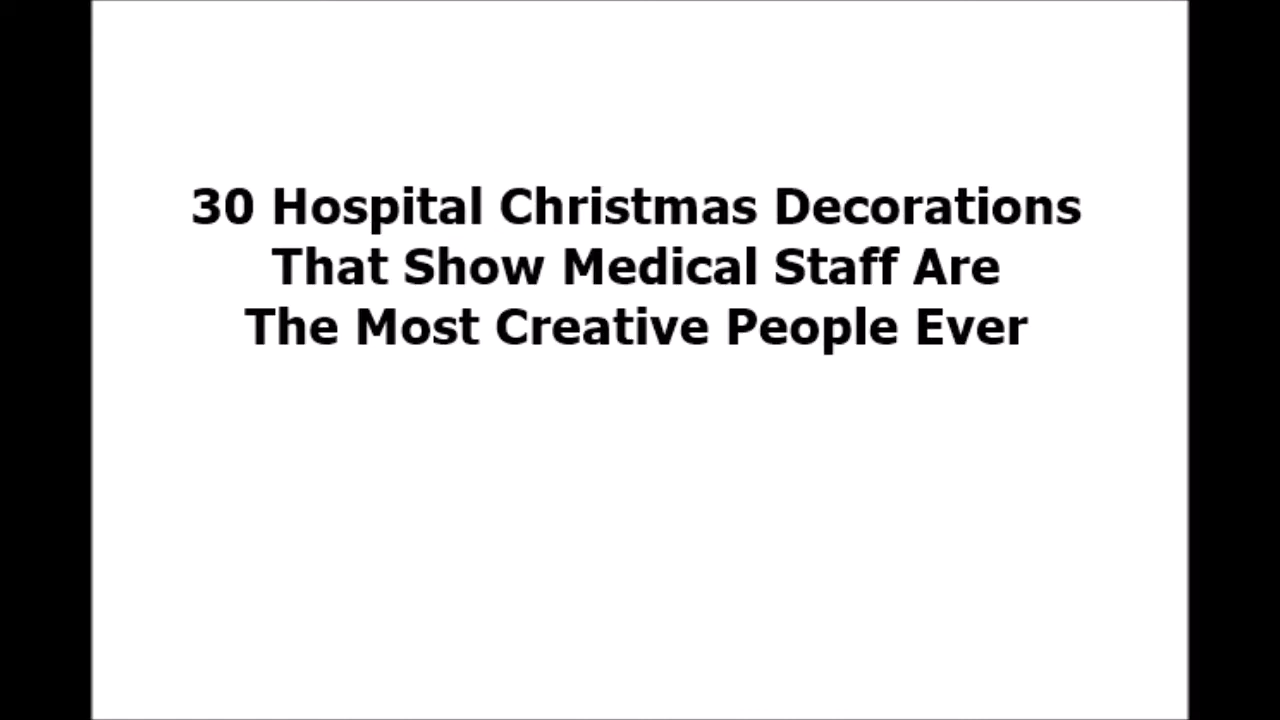 30 Hospital Christmas Decorations
That Show Medical Staff Are
The Most Creative People Ever